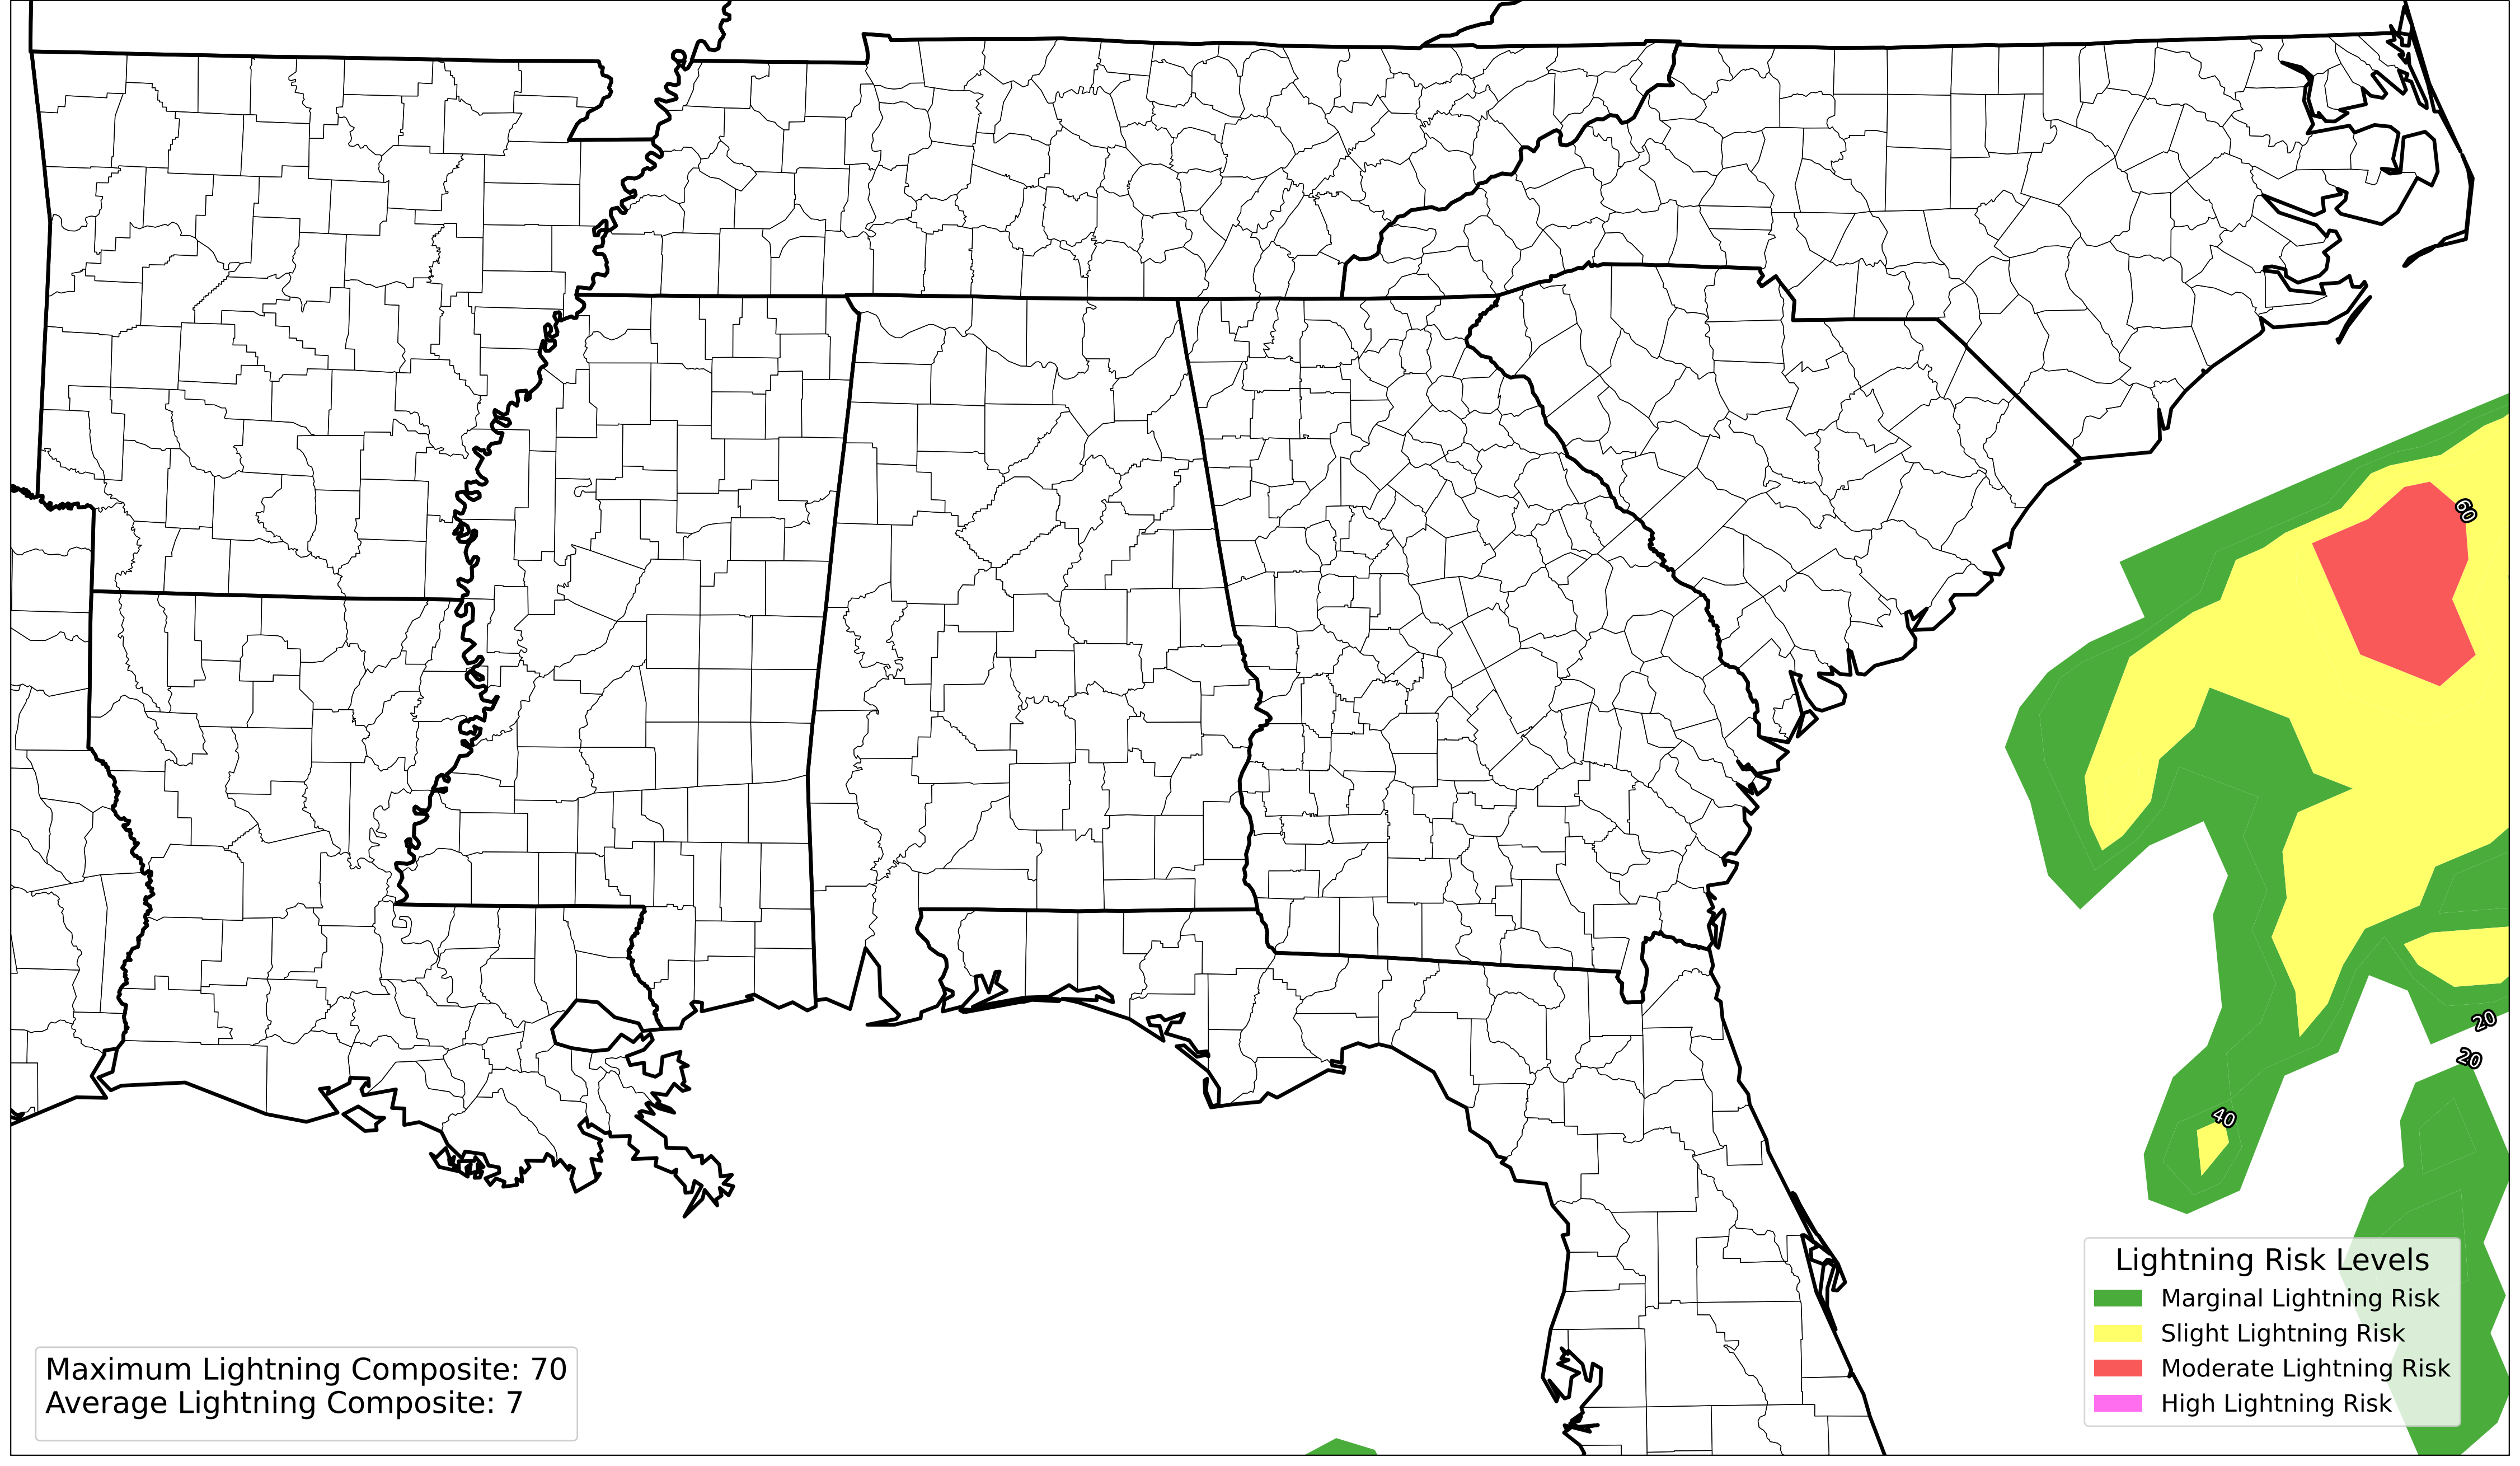 60
20
20
40
Lightning Risk Levels
Marginal Lightning Risk
Slight Lightning Risk
Moderate Lightning Risk
High Lightning Risk
Maximum Lightning Composite: 70
Average Lightning Composite: 7